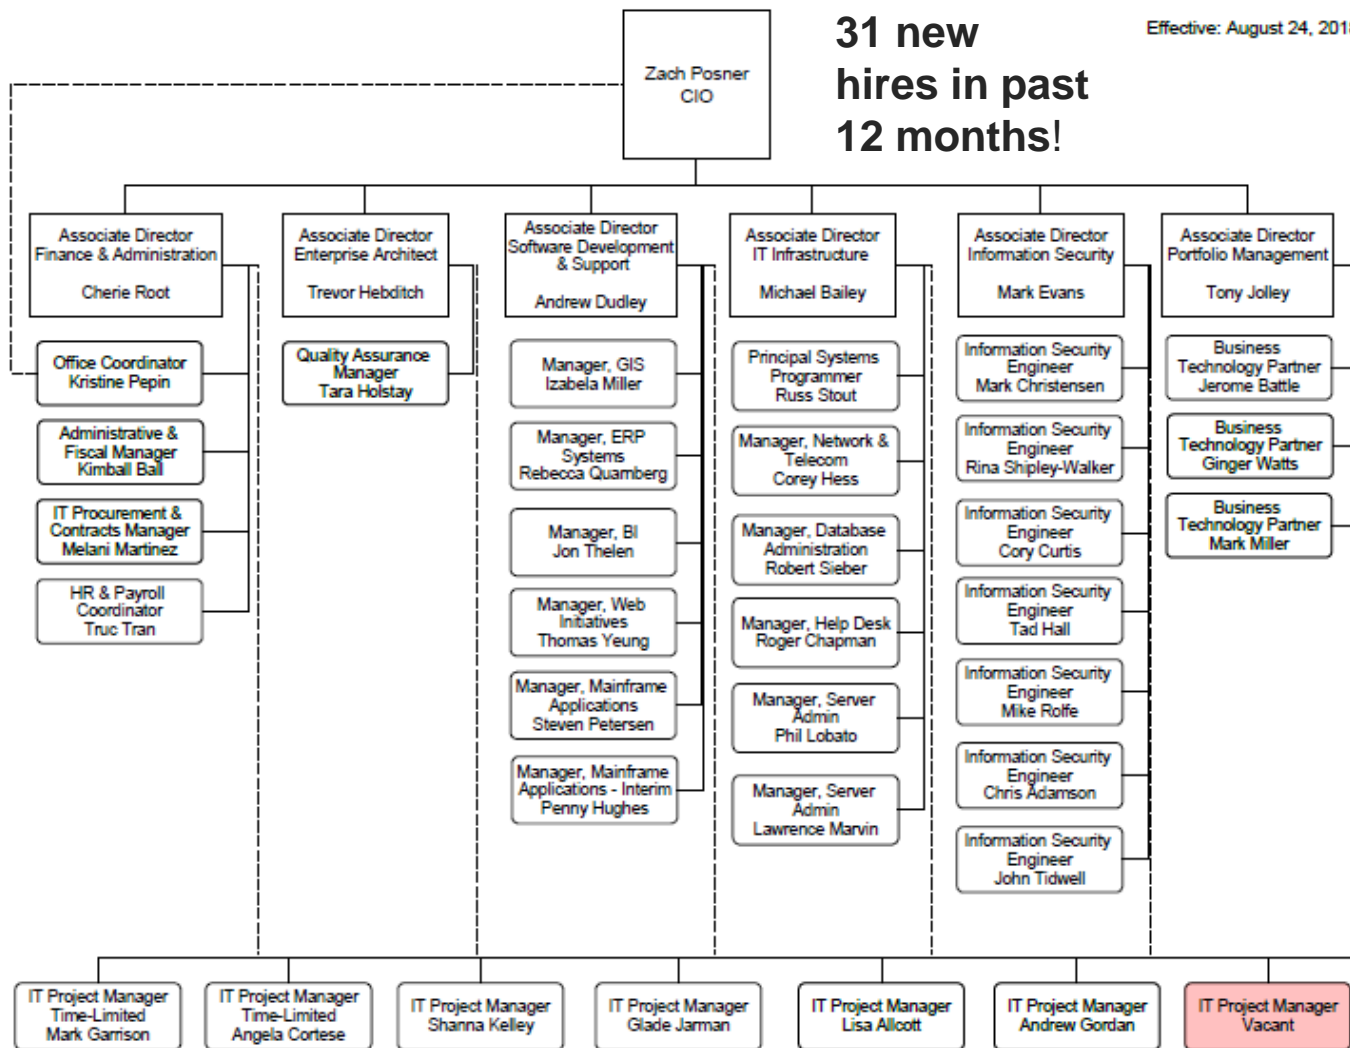 31 new
hires in past
12 months!
Effective: August 24, 2018
Zach Posner
CIO
Associate Director
Finance & Administration
Cherie Root
Associate Director
Enterprise Architect
Trevor Hebditch
Associate Director
Software Development
& Support
Andrew Dudley
Associate Director
IT Infrastructure
Michael Bailey
Associate Director
Information Security
Mark Evans
Associate Director
Portfolio Management
Tony Jolley
Office Coordinator
Kristine Pepin
Administrative &
Fiscal Manager
Kimball Ball
IT Procurement &
Contracts Manager
Melani Martinez
HR & Payroll
Coordinator
Truc Tran
Quality Assurance
Manager
Tara Holstay
Manager, GIS
Izabela Miller
Manager, ERP
Systems
Rebecca Quarnberg
Manager, BI
Jon Thelen
Manager, Web
Initiatives
Thomas Yeung
Manager, Mainframe
Applications
Steven Petersen
Manager, Mainframe
Applications - Interim
Penny Hughes
Principal Systems
Programmer
Russ Stout
Manager, Network &
Telecom
Corey Hess
Manager, Database
Administration
Robert Sieber
Manager, Help Desk
Roger Chapman
Manager, Server
Admin
Phil Lobato
Manager, Server
Admin
Lawrence Marvin
Information Security
Engineer
Mark Christensen
Information Security
Engineer
Rina Shipley-Walker
Information Security
Engineer
Cory Curtis
Information Security
Engineer
Tad Hall
Information Security
Engineer
Mike Rolfe
Information Security
Engineer
Chris Adamson
Information Security
Engineer
John Tidwell
Business
Technology Partner
Jerome Battle
Business
Technology Partner
Ginger Watts
Business
Technology Partner
Mark Miller
IT Project Manager
Time-Limited
Mark Garrison
IT Project Manager
Time-Limited
Angela Cortese
IT Project Manager
Shanna Kelley
IT Project Manager
Glade Jarman
IT Project Manager
Lisa Allcott
IT Project Manager
Andrew Gordan
IT Project Manager
Vacant